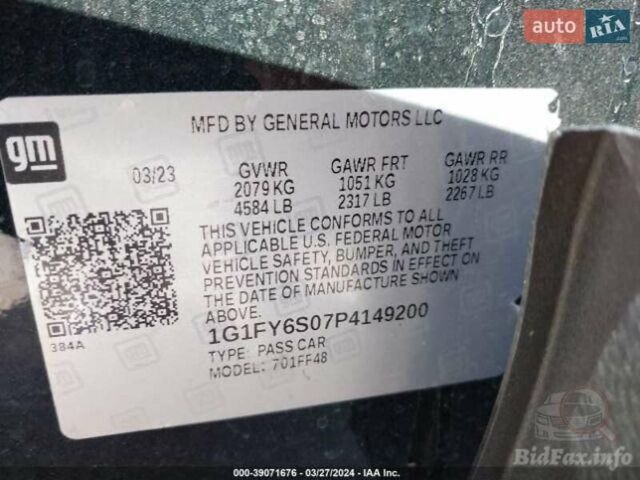 auto RIA.com
MFD BY GENERAL MOTORS LLC
gm
03/23 GVWR GAWR FRT GAWR RR
2079 KG 1051 KG 1028 KG
4584 LB 2317 LB 2267 LB
THIS VEHICLE CONFORMS TO ALL
APPLICABLE U.S. FEDERAL MOTOR
VEHICLE SAFETY, BUMPER, AND THEFT
PREVENTION STANDARDS IN EFFECT ON
THE DATE OF MANUFACTURE SHOWN
ABOVE.
384A
1G1FY6S07P4149200
TYPE: PASS CAR
MODEL: 701FF48
BidFax.info
000-39071676 | 03/27/2024 - IAA Inc.